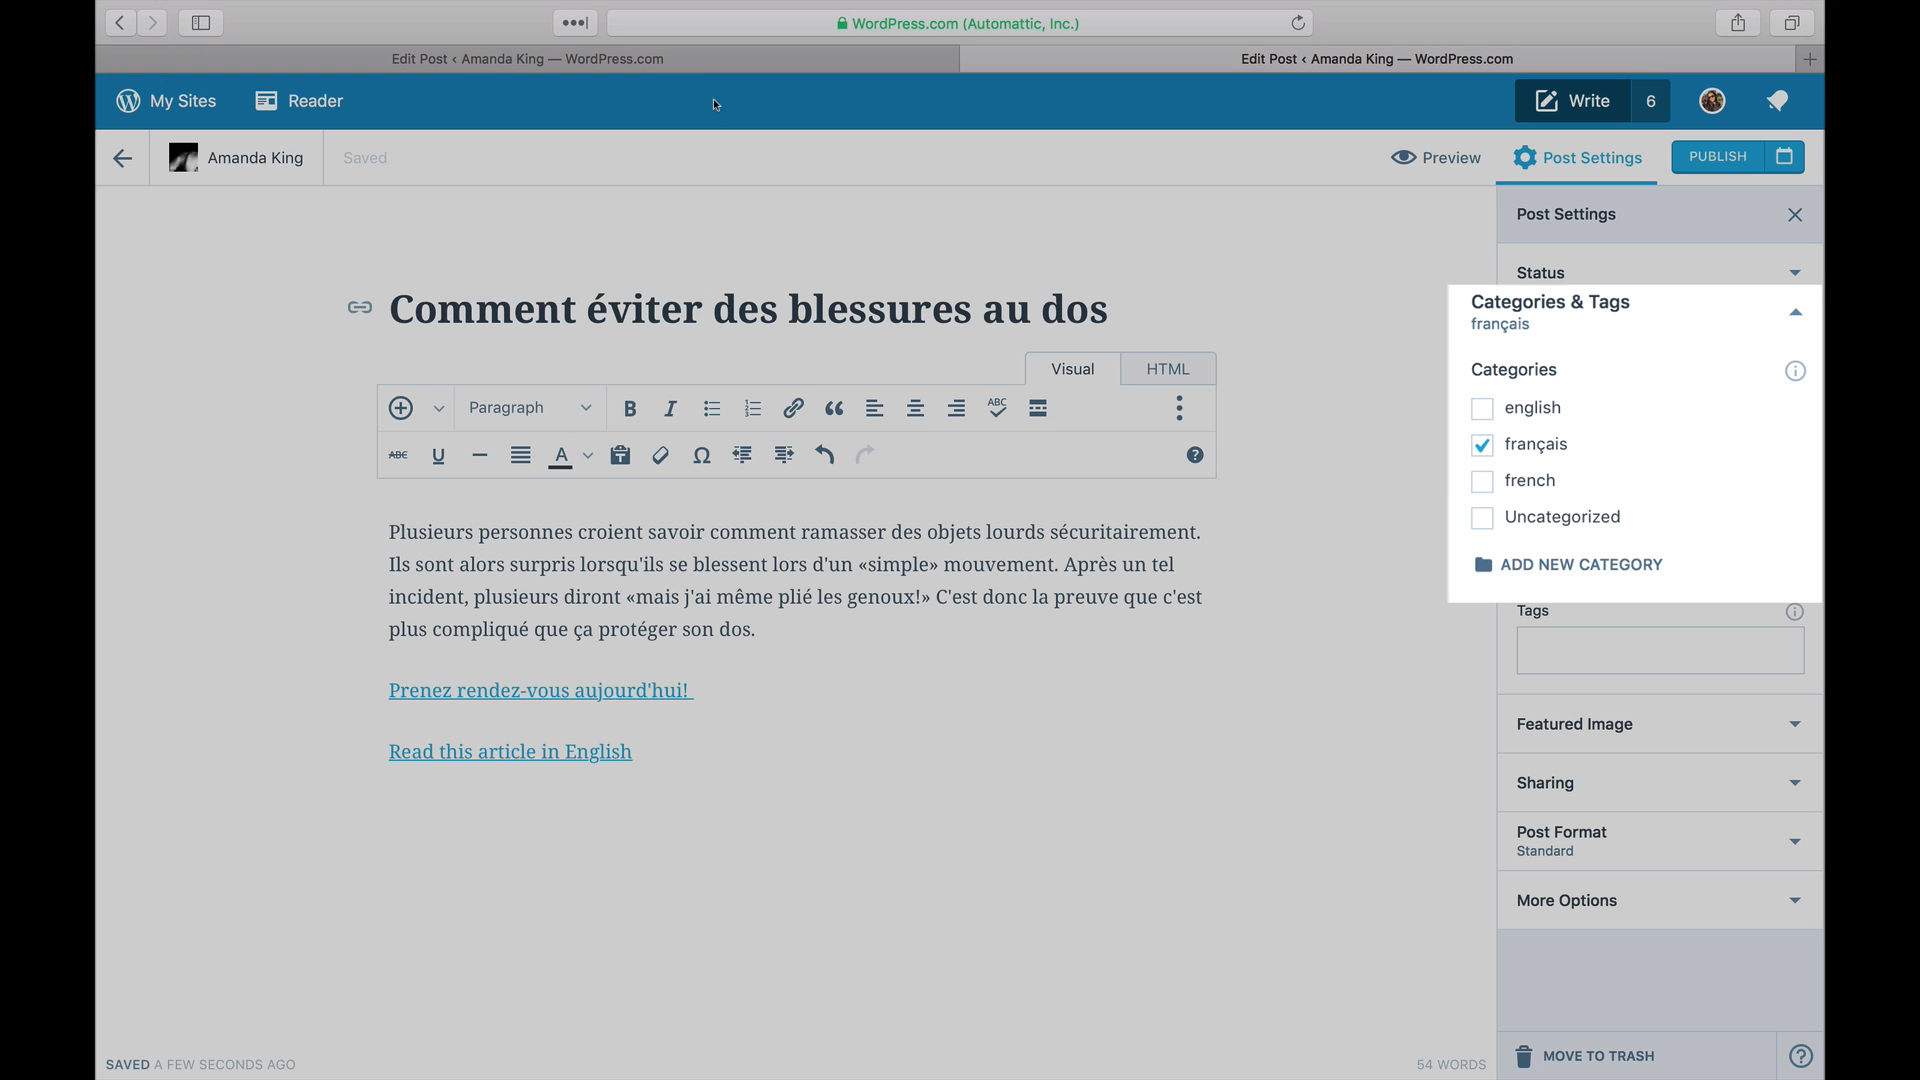 WordPress.com (Automattic, Inc.)
Edit Post ‹ Amanda King — WordPress.com
Edit Post ‹ Amanda King — WordPress.com
My Sites
Reader
Write
6
Amanda King
Saved
Preview
Post Settings
PUBLISH
Post Settings
Status
Categories & Tags
français
Categories
english
français
french
Uncategorized
ADD NEW CATEGORY
Tags
Featured Image
Sharing
Post Format
Standard
More Options
MOVE TO TRASH
Comment éviter des blessures au dos
Visual
HTML
Paragraph
B
I
ABC
ABC
U
A
Ω
Plusieurs personnes croient savoir comment ramasser des objets lourds sécuritairement.
Ils sont alors surpris lorsqu'ils se blessent lors d'un «simple» mouvement. Après un tel
incident, plusieurs diront «mais j'ai même plié les genoux!» C'est donc la preuve que c'est
plus compliqué que ça protéger son dos.
Prenez rendez-vous aujourd'hui!
Read this article in English
SAVED A FEW SECONDS AGO
54 WORDS